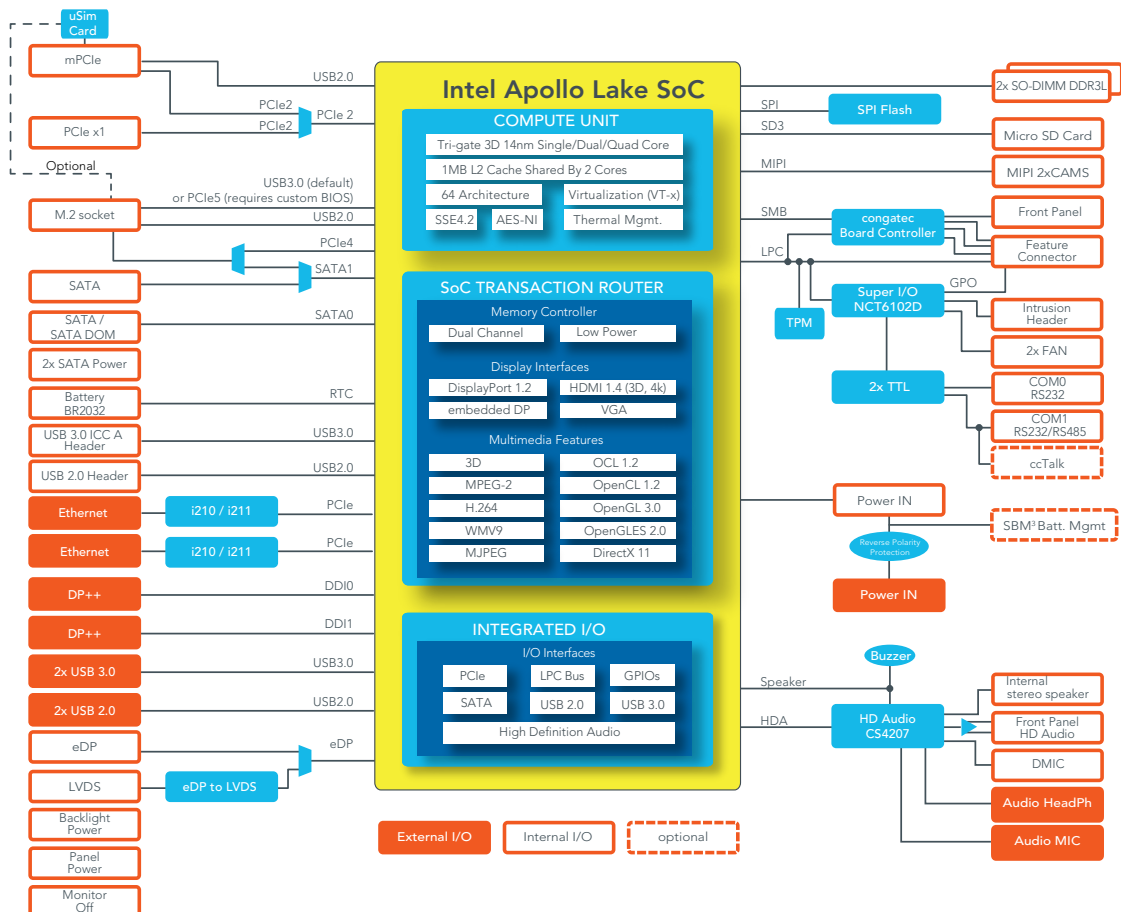 uSim
Card
mPCIe
USB2.0
PCIe2
PCIe x1
PCIe2
PCIe 2
Optional
USB3.0 (default)
or PCIe5 (requires custom BIOS)
M.2 socket
USB2.0
PCIe4
SATA1
SATA
SATA /
SATA DOM
SATA0
2x SATA Power
Battery
BR2032
RTC
USB 3.0 ICC A
Header
USB3.0
USB 2.0 Header
USB2.0
Ethernet
i210 / i211
PCIe
Ethernet
i210 / i211
PCIe
DP++
DDI0
DP++
DDI1
2x USB 3.0
USB3.0
2x USB 2.0
USB2.0
eDP
eDP
LVDS
eDP to LVDS
Backlight
Power
Panel
Power
Monitor
Off
Intel Apollo Lake SoC
COMPUTE UNIT
Tri-gate 3D 14nm Single/Dual/Quad Core
1MB L2 Cache Shared By 2 Cores
64 Architecture
Virtualization (VT-x)
SSE4.2
AES-NI
Thermal Mgmt.
SoC TRANSACTION ROUTER
Memory Controller
Dual Channel
Low Power
Display Interfaces
DisplayPort 1.2
HDMI 1.4 (3D, 4k)
embedded DP
VGA
Multimedia Features
3D
OCL 1.2
MPEG-2
OpenCL 1.2
H.264
OpenGL 3.0
WMV9
OpenGLES 2.0
MJPEG
DirectX 11
INTEGRATED I/O
I/O Interfaces
PCIe
LPC Bus
GPIOs
SATA
USB 2.0
USB 3.0
High Definition Audio
External I/O
Internal I/O
optional
2x SO-DIMM DDR3L
SPI
SPI Flash
SD3
Micro SD Card
MIPI
MIPI 2xCAMS
SMB
congatec
Board Controller
Front Panel
LPC
Feature
Connector
GPO
TPM
Super I/O
NCT6102D
Intrusion
Header
2x FAN
2x TTL
COM0
RS232
COM1
RS232/RS485
ccTalk
Power IN
SBM³ Batt. Mgmt
Reverse Polarity
Protection
Power IN
Buzzer
Speaker
Internal
stereo speaker
HDA
HD Audio
CS4207
Front Panel
HD Audio
DMIC
Audio HeadPh
Audio MIC